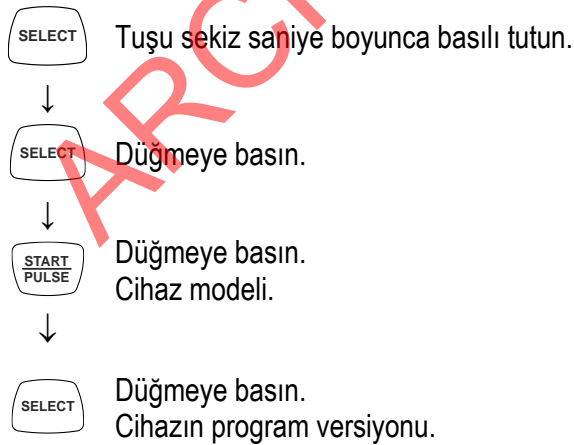 SELECT Tuşu sekiz saniye boyunca basılı tutun.
↓
SELECT Düğmeye basın.
↓
START
PULSE
Düğmeye basın.
Cihaz modeli.
↓
SELECT
Düğmeye basın.
Cihazın program versiyonu.